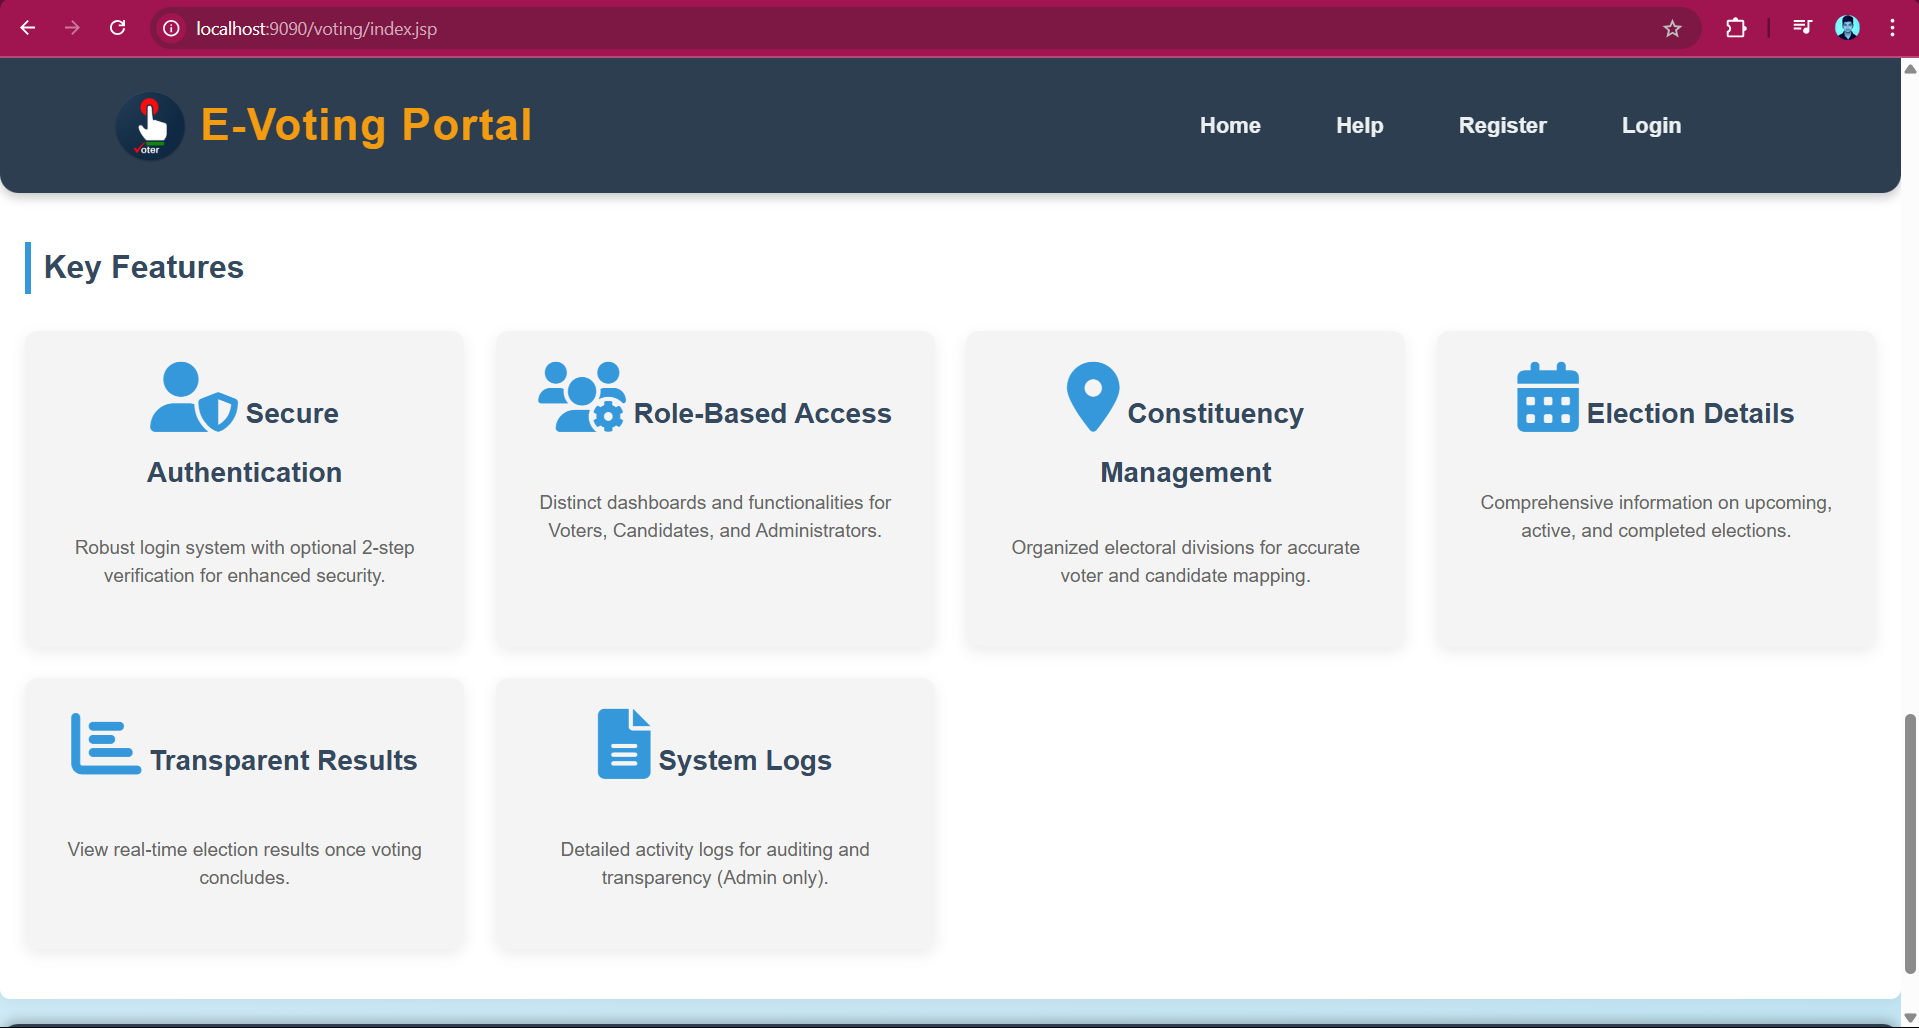 localhost:9090/voting/index.jsp
oter
E-Voting Portal
Home
Help
Register
Login
Key Features
Secure
Authentication
Robust login system with optional 2-step
verification for enhanced security.
Role-Based Access
Distinct dashboards and functionalities for
Voters, Candidates, and Administrators.
Constituency
Management
Organized electoral divisions for accurate
voter and candidate mapping.
Election Details
Comprehensive information on upcoming,
active, and completed elections.
Transparent Results
View real-time election results once voting
concludes.
System Logs
Detailed activity logs for auditing and
transparency (Admin only).